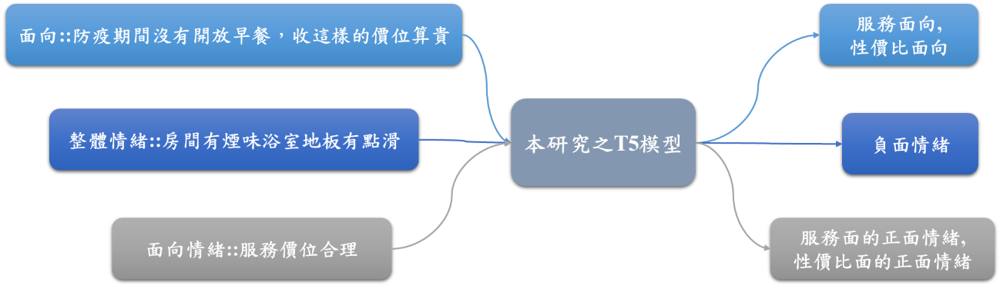 面向::防疫期間沒有開放早餐，收這樣的價位算貴
服務面向,
性價比面向
整體情緒::房間有煙味浴室地板有點滑
本研究之T5模型
負面情緒
面向情緒::服務價位合理
服務面的正面情緒,
性價比面的正面情緒